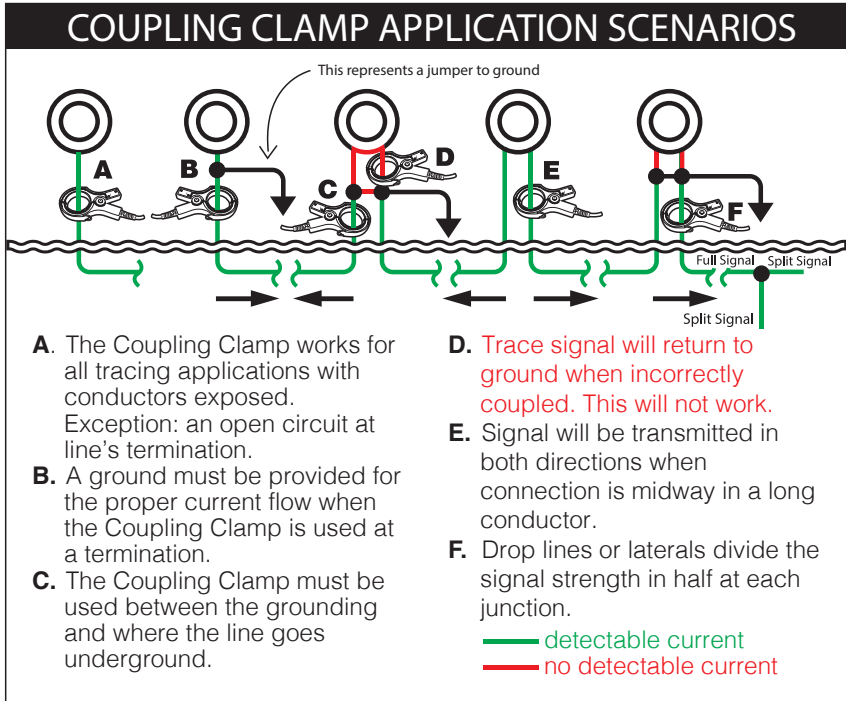 COUPLING CLAMP APPLICATION SCENARIOS
This represents a jumper to ground
A
B
C
D
E
F
Full Signal
Split Signal
Split Signal
A. The Coupling Clamp works for
all tracing applications with
conductors exposed.
Exception: an open circuit at
line’s termination.
B. A ground must be provided for
the proper current flow when
the Coupling Clamp is used at
a termination.
C. The Coupling Clamp must be
used between the grounding
and where the line goes
underground.
D. Trace signal will return to
ground when incorrectly
coupled. This will not work.
E. Signal will be transmitted in
both directions when
connection is midway in a long
conductor.
F. Drop lines or laterals divide the
signal strength in half at each
junction.
detectable current
no detectable current